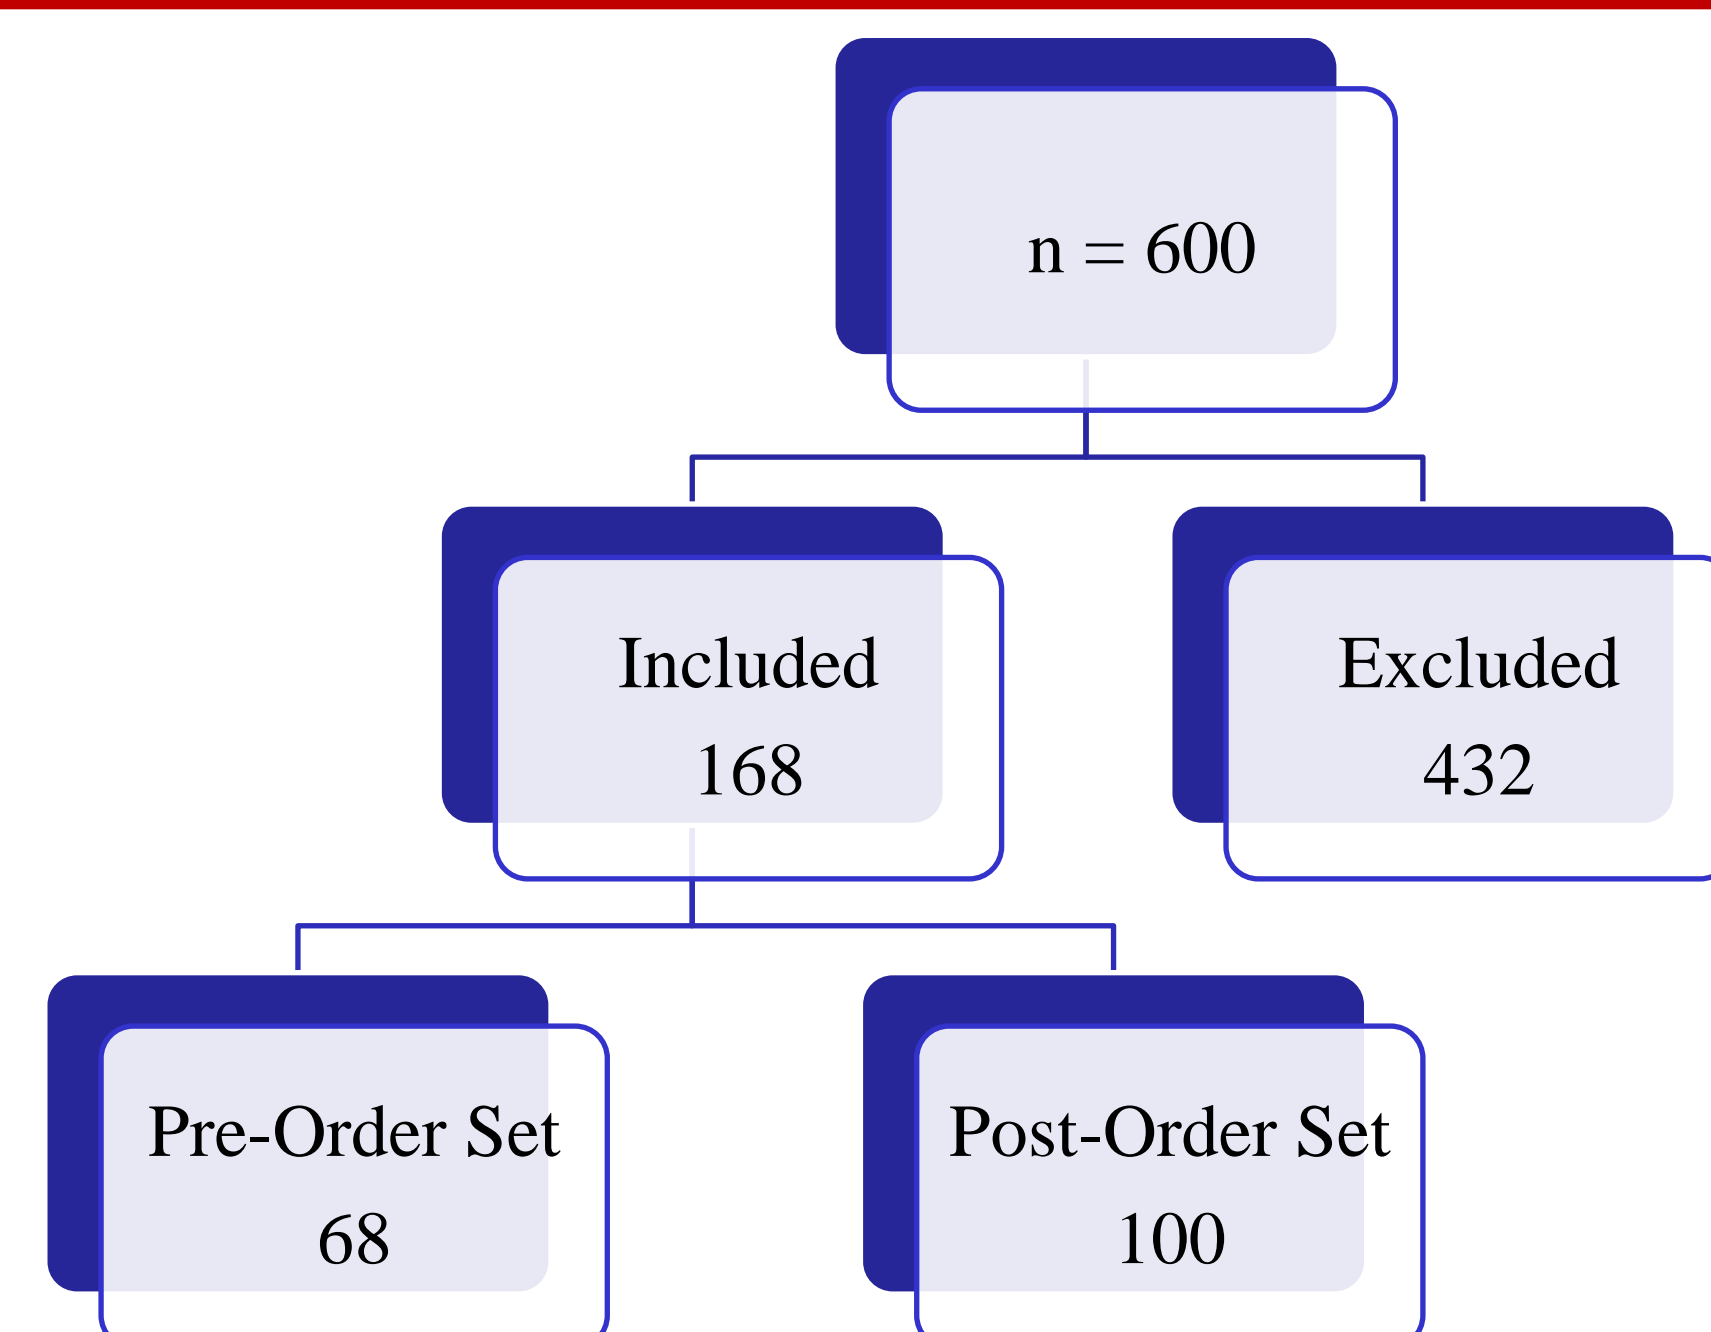 n = 600
Included
168
Excluded
432
Pre-Order Set
68
Post-Order Set
100